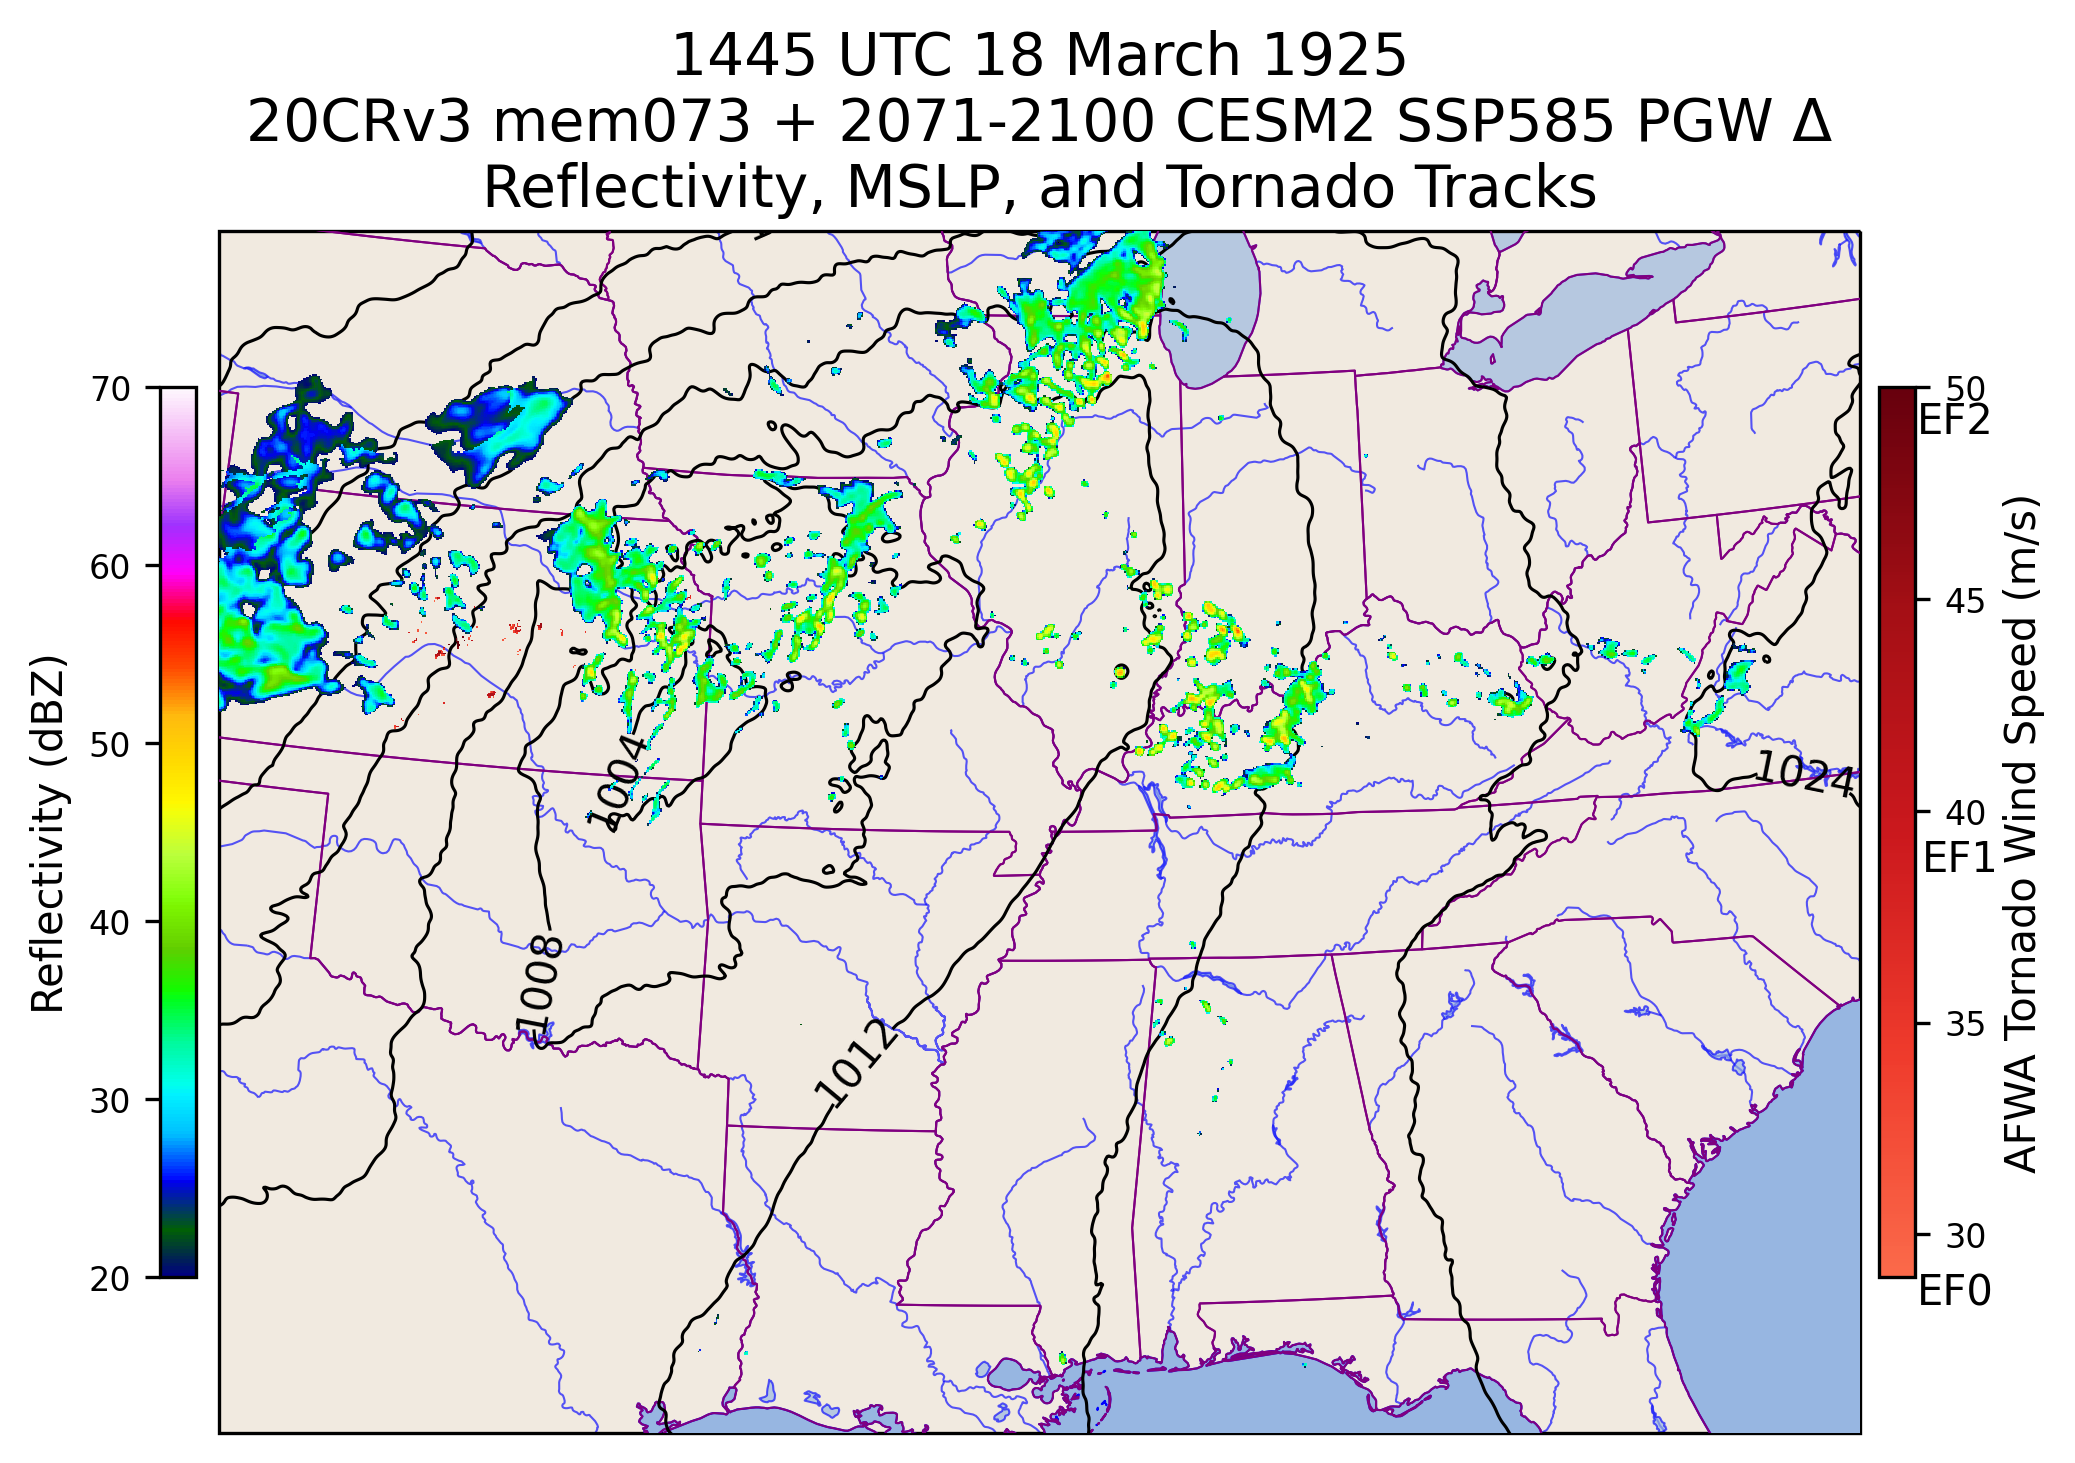 1445 UTC 18 March 1925
20CRv3 mem073 + 2071-2100 CESM2 SSP585 PGW Δ
Reflectivity, MSLP, and Tornado Tracks
70
60
50
40
30
20
Reflectivity (dBZ)
1004
1008
1012
1024
50
EF2
45
40
EF1
35
30
EF0
AFWA Tornado Wind Speed (m/s)